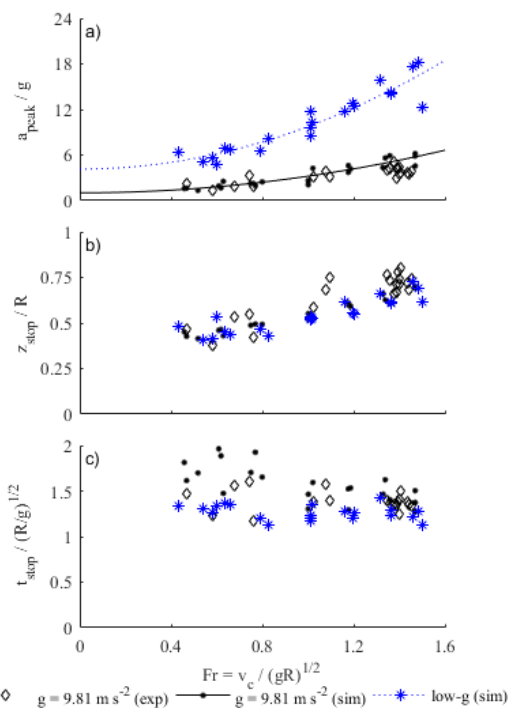 24
a)
18
12
6
0
a_peak / g
1
b)
0.75
0.5
0.25
0
z_stop / R
2
c)
1.5
1
0.5
0
t_stop / (R/g)^1/2
0 0.4 0.8 1.2 1.6
Fr = v_c / (gR)^1/2
g = 9.81 m s^-2 (exp) g = 9.81 m s^-2 (sim) low-g (sim)